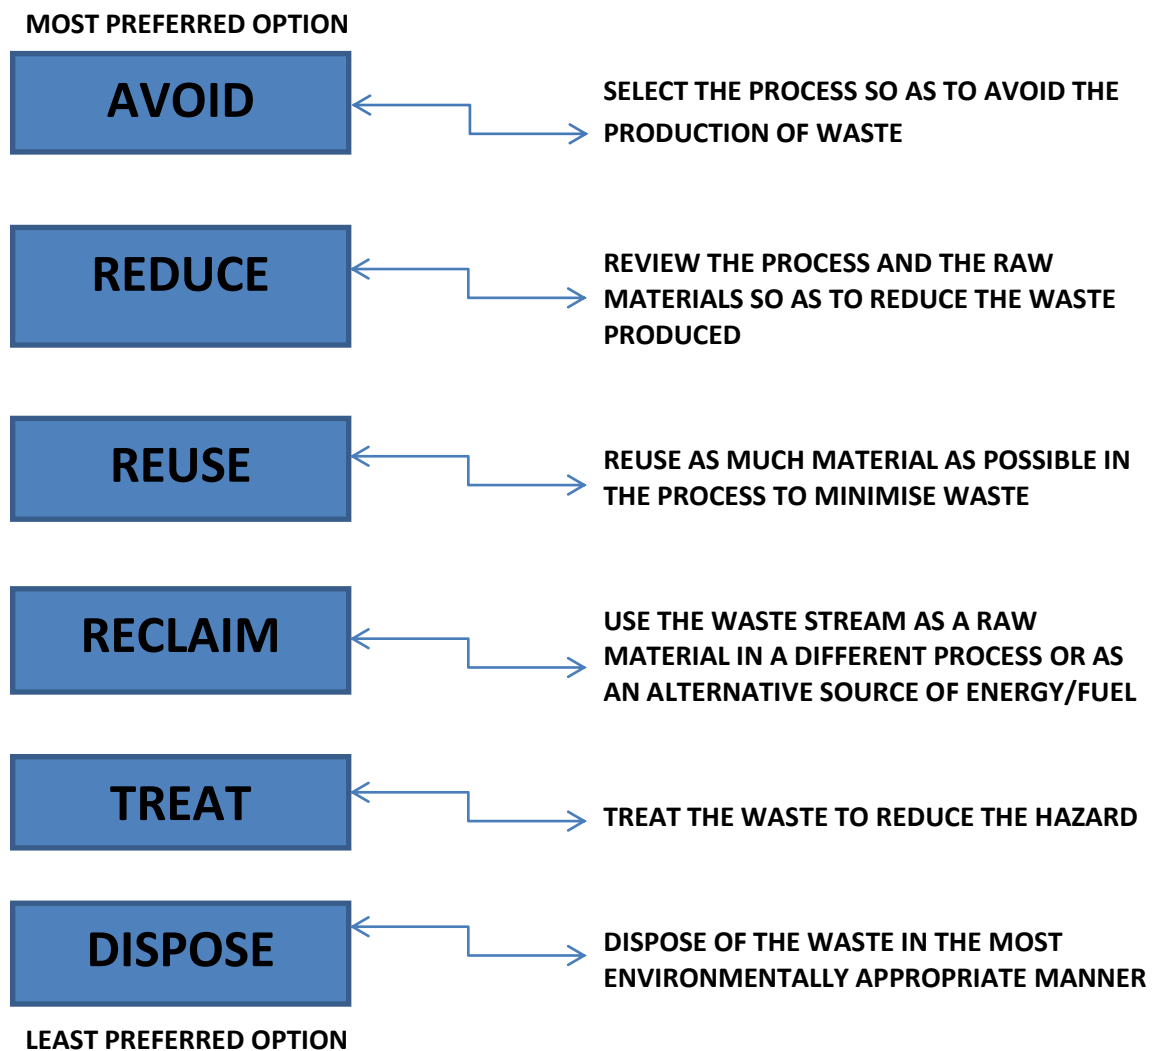 MOST PREFERRED OPTION
AVOID
SELECT THE PROCESS SO AS TO AVOID THE
PRODUCTION OF WASTE
REDUCE
REVIEW THE PROCESS AND THE RAW
MATERIALS SO AS TO REDUCE THE WASTE
PRODUCED
REUSE
REUSE AS MUCH MATERIAL AS POSSIBLE IN
THE PROCESS TO MINIMISE WASTE
RECLAIM
USE THE WASTE STREAM AS A RAW
MATERIAL IN A DIFFERENT PROCESS OR AS
AN ALTERNATIVE SOURCE OF ENERGY/FUEL
TREAT
TREAT THE WASTE TO REDUCE THE HAZARD
DISPOSE
DISPOSE OF THE WASTE IN THE MOST
ENVIRONMENTALLY APPROPRIATE MANNER
LEAST PREFERRED OPTION